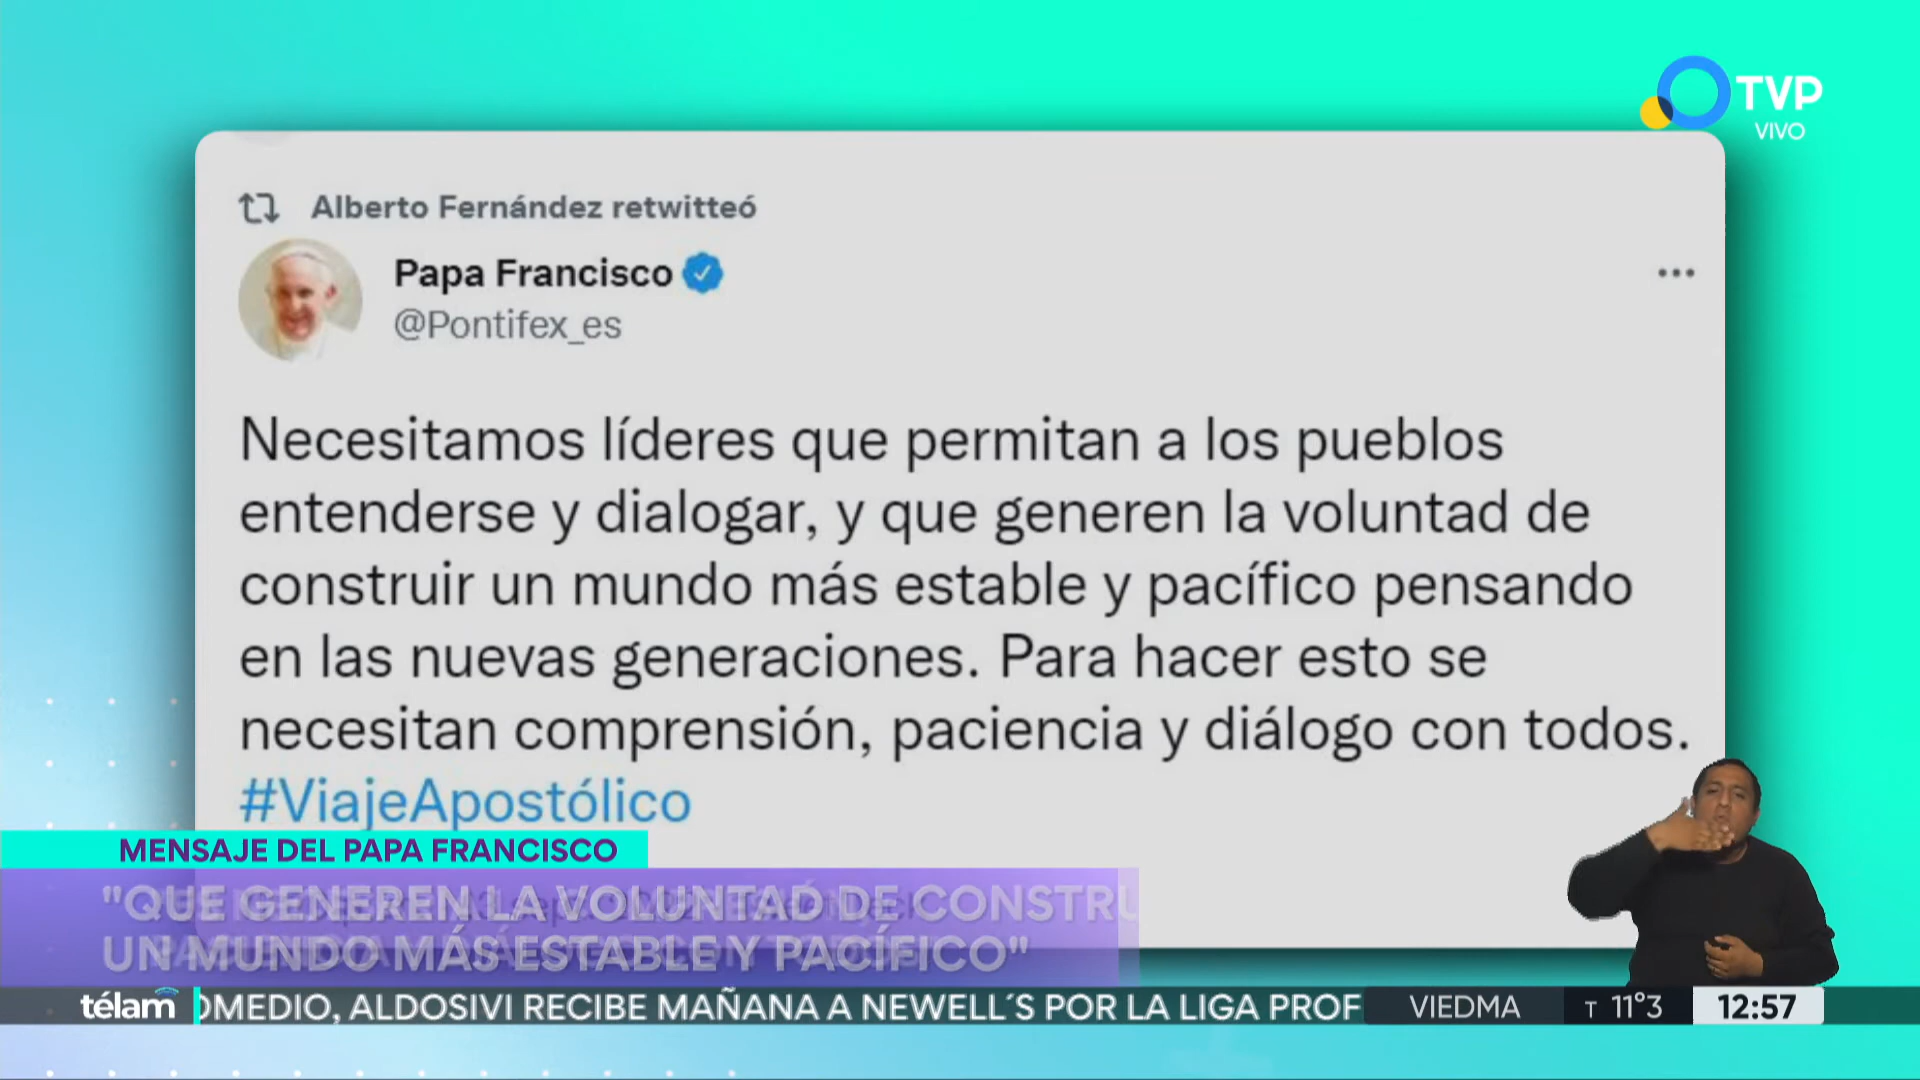 TVP
VIVO
Alberto Fernández retwitteó
Papa Francisco
@Pontifex_es
Necesitamos líderes que permitan a los pueblos
entenderse y dialogar, y que generen la voluntad de
construir un mundo más estable y pacífico pensando
en las nuevas generaciones. Para hacer esto se
necesitan comprensión, paciencia y diálogo con todos.
#ViajeApostólico
MENSAJE DEL PAPA FRANCISCO
"QUE GENEREN LA VOLUNTAD DE CONSTRU
UN MUNDO MÁS ESTABLE Y PACÍFICO"
télam OMEDIO, ALDOSIVI RECIBE MAÑANA A NEWELL´S POR LA LIGA PROF VIEDMA T 11°3 12:57